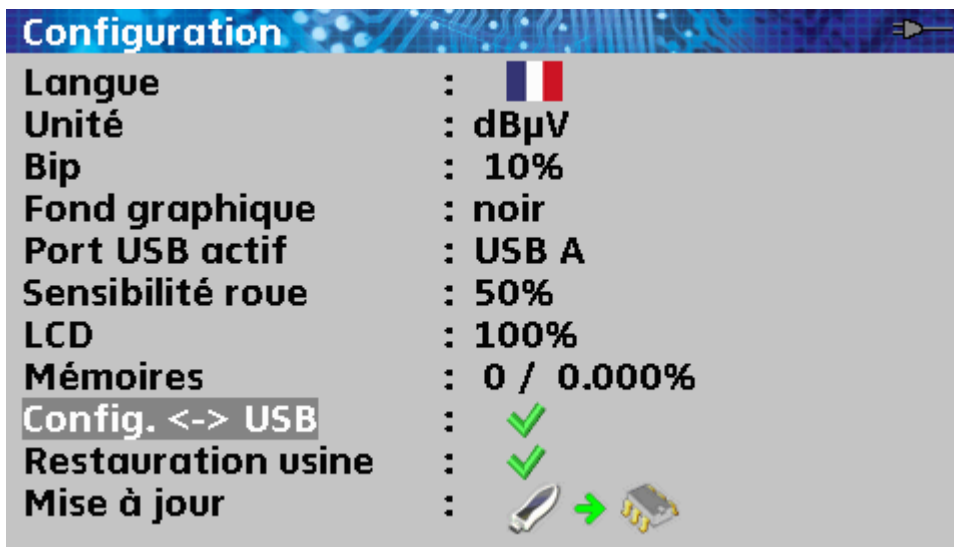 Configuration
Langue :
Unité : dBµV
Bip : 10%
Fond graphique : noir
Port USB actif : USB A
Sensibilité roue : 50%
LCD : 100%
Mémoires : 0 / 0.000%
Config. <-> USB :
Restauration usine :
Mise à jour :